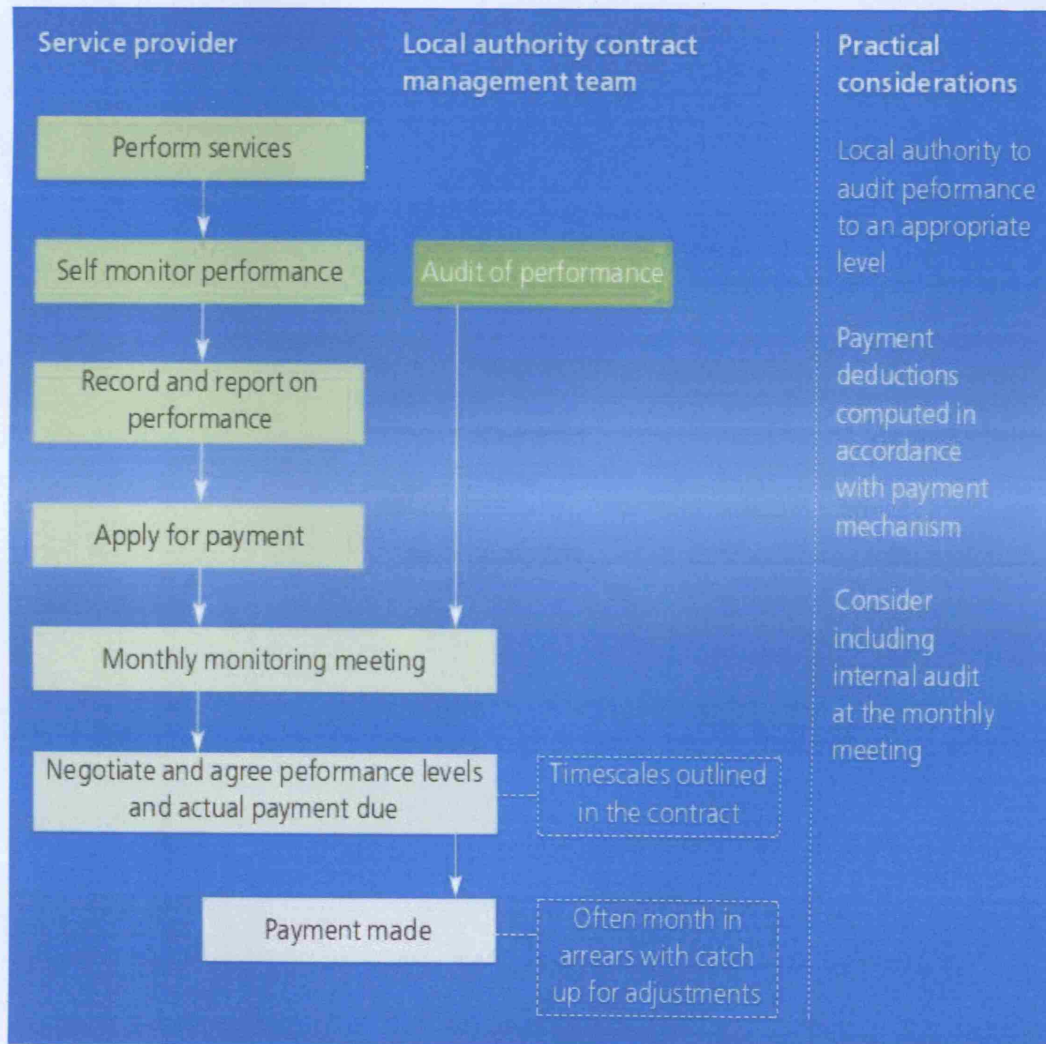 Service provider
Local authority contract
management team
Practical
considerations
Perform services
Self monitor performance
Audit of performance
Record and report on
performance
Apply for payment
Monthly monitoring meeting
Negotiate and agree peformance levels
and actual payment due
Timescales outlined
in the contract
Payment made
Often month in
arrears with catch
up for adjustments
Local authority to
audit peformance
to an appropriate
level
Payment
deductions
computed in
accordance
with payment
mechanism
Consider
including
internal audit
at the monthly
meeting